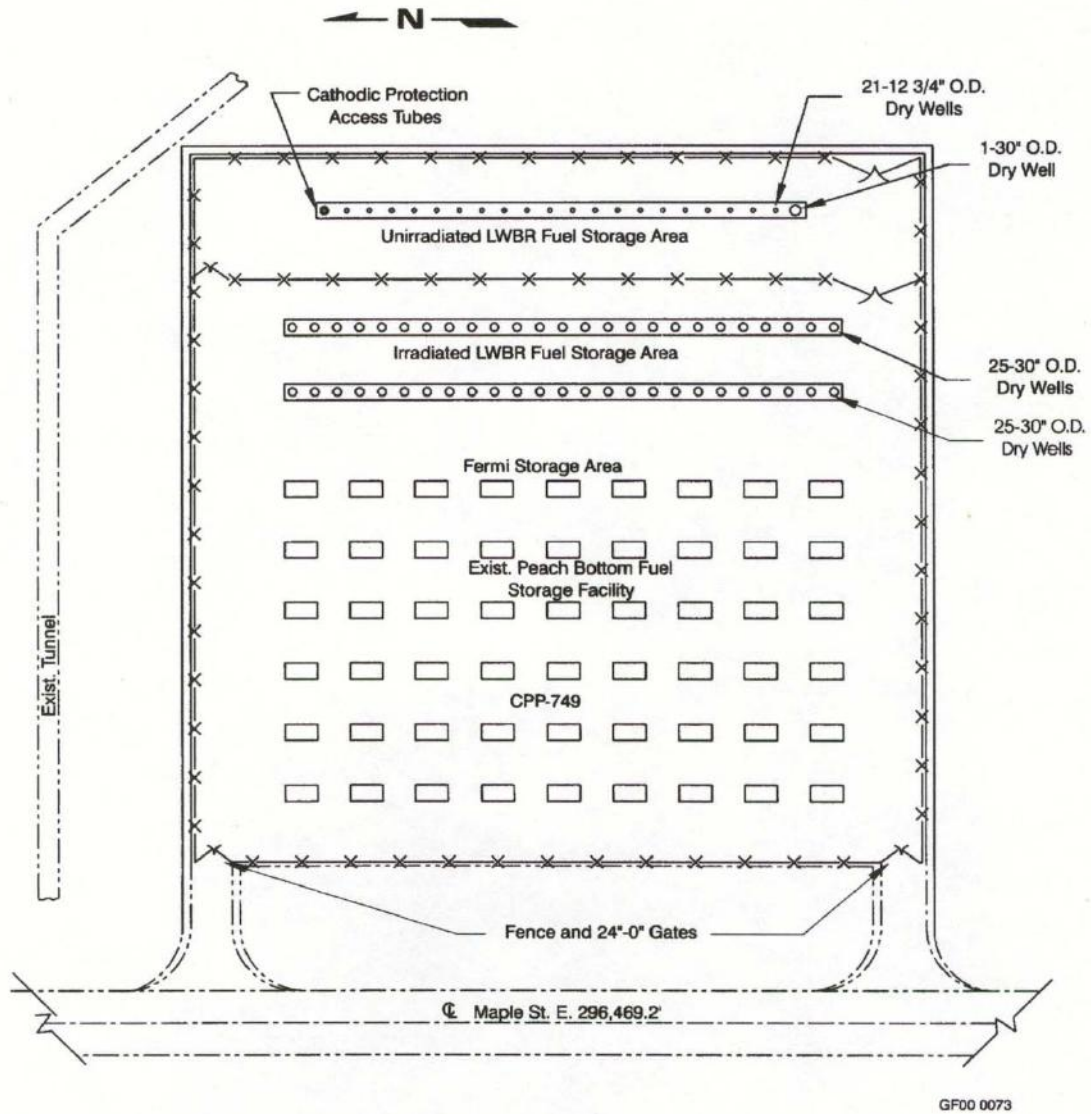 N
Cathodic Protection
Access Tubes
21-12 3/4" O.D.
Dry Wells
1-30" O.D.
Dry Well
Unirradiated LWBR Fuel Storage Area
Irradiated LWBR Fuel Storage Area
25-30" O.D.
Dry Wells
25-30" O.D.
Dry Wells
Fermi Storage Area
Exist. Peach Bottom Fuel
Storage Facility
Exist. Tunnel
CPP-749
Fence and 24"-0" Gates
℄ Maple St. E. 296,469.2'
GF00 0073